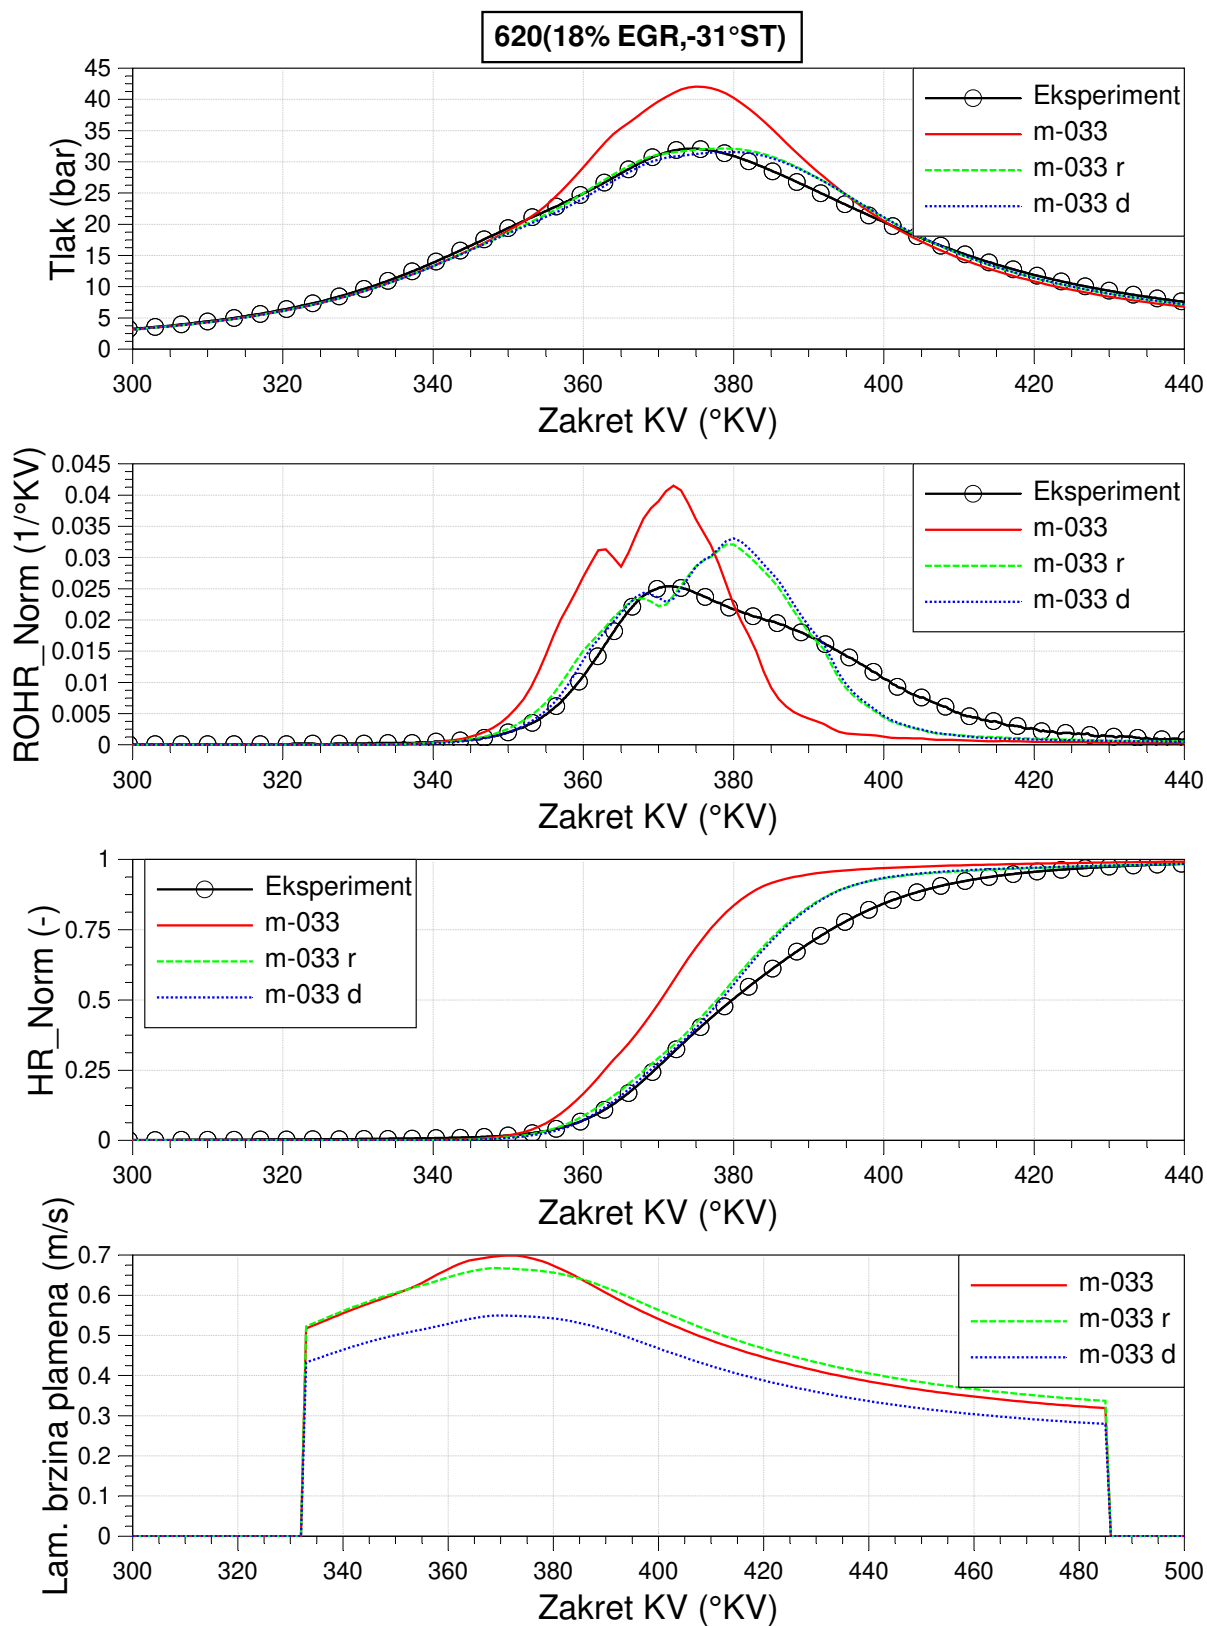 620(18% EGR,-31°ST)
Tlak (bar)
45
40
35
30
25
20
15
10
5
0
Eksperiment
m-033
m-033 r
m-033 d
300 320 340 360 380 400 420 440
Zakret KV (°KV)
ROHR_Norm (1/°KV)
0.045
0.04
0.035
0.03
0.025
0.02
0.015
0.01
0.005
0
Eksperiment
m-033
m-033 r
m-033 d
300 320 340 360 380 400 420 440
Zakret KV (°KV)
HR_Norm (-)
1
0.75
0.5
0.25
0
Eksperiment
m-033
m-033 r
m-033 d
300 320 340 360 380 400 420 440
Zakret KV (°KV)
Lam. brzina plamena (m/s)
0.7
0.6
0.5
0.4
0.3
0.2
0.1
0
m-033
m-033 r
m-033 d
300 320 340 360 380 400 420 440 460 485 500
Zakret KV (°KV)